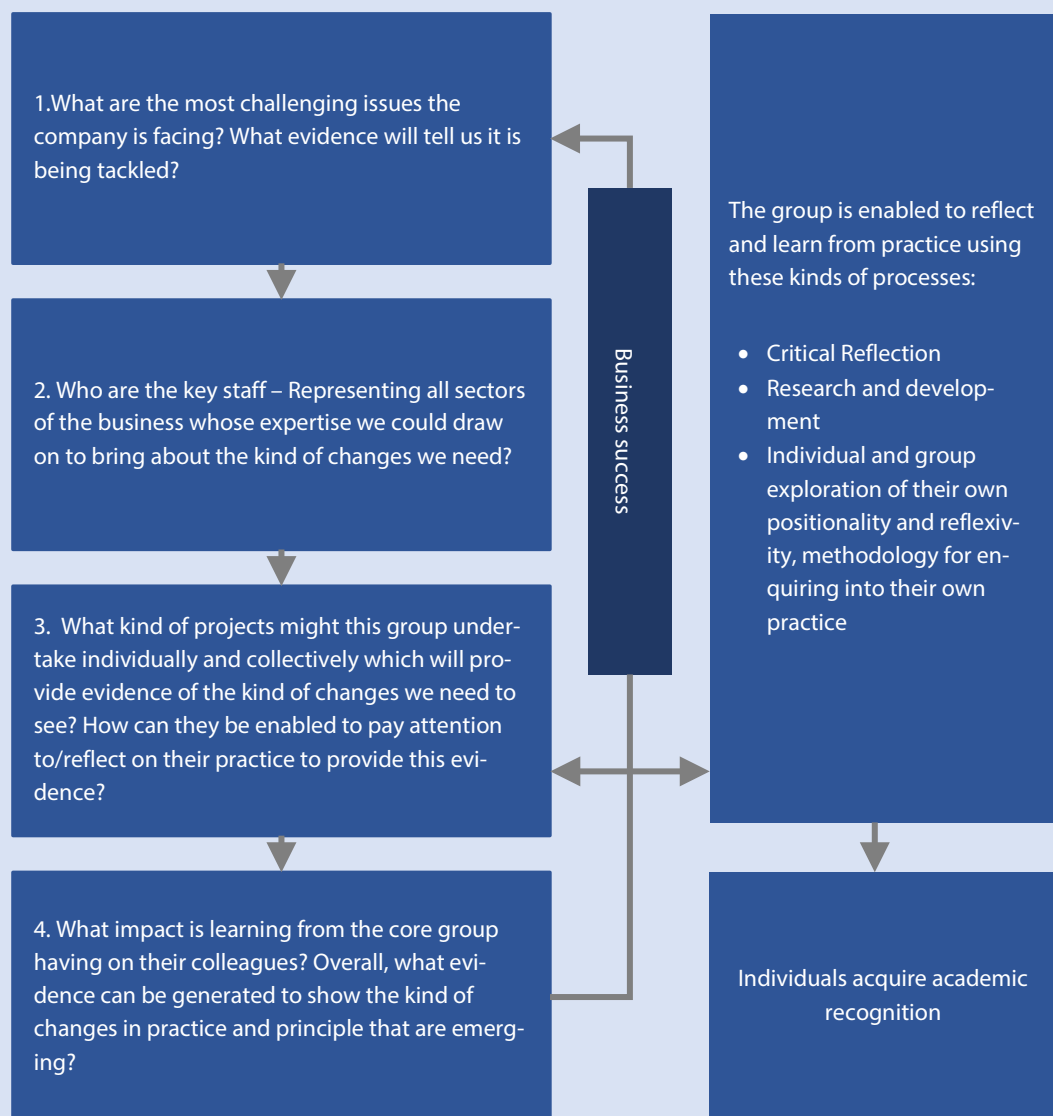 1.What are the most challenging issues the
company is facing? What evidence will tell us it is
being tackled?
2. Who are the key staff – Representing all sectors
of the business whose expertise we could draw
on to bring about the kind of changes we need?
3. What kind of projects might this group under-
take individually and collectively which will pro-
vide evidence of the kind of changes we need to
see? How can they be enabled to pay attention
to/reflect on their practice to provide this evi-
dence?
4. What impact is learning from the core group
having on their colleagues? Overall, what evi-
dence can be generated to show the kind of
changes in practice and principle that are emerg-
ing?
Business success
The group is enabled to reflect
and learn from practice using
these kinds of processes:
• Critical Reflection
• Research and develop-
ment
• Individual and group
exploration of their own
positionality and reflexiv-
ity, methodology for en-
quiring into their own
practice
Individuals acquire academic
recognition